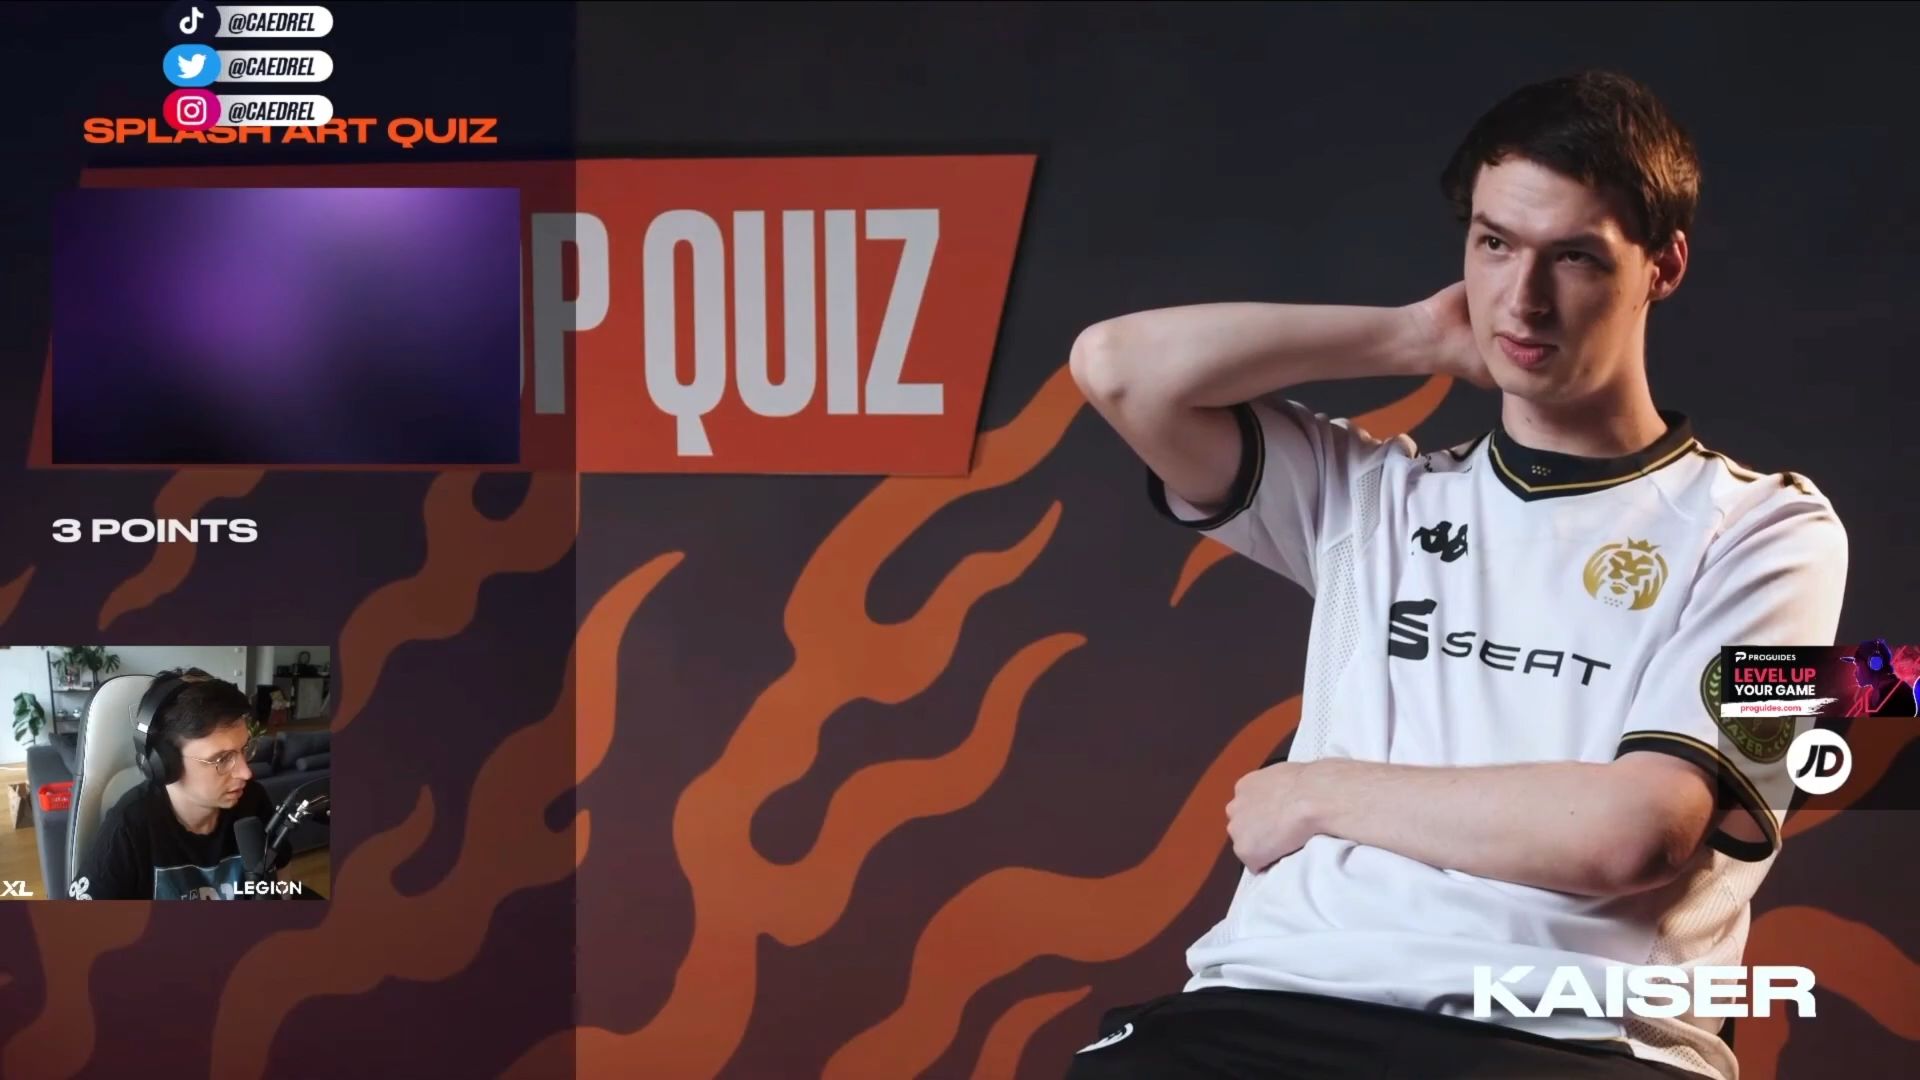 @CAEDREL
@CAEDREL
@CAEDREL
SPLASH ART QUIZ
P QUIZ
3 POINTS
SEAT
PROGUIDES
LEVEL UP
YOUR GAME
proguides.com
AZER
JD
XL
LEGION
KAISER